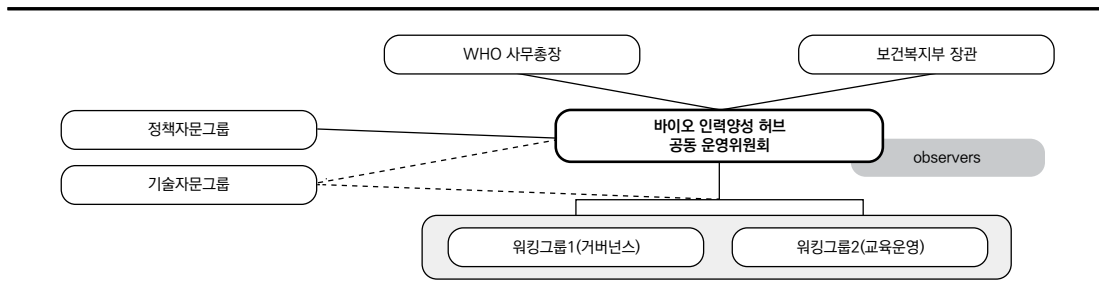 WHO 사무총장
보건복지부 장관
정책자문그룹
바이오 인력양성 허브
공동 운영위원회
observers
기술자문그룹
워킹그룹1(거버넌스)
워킹그룹2(교육운영)